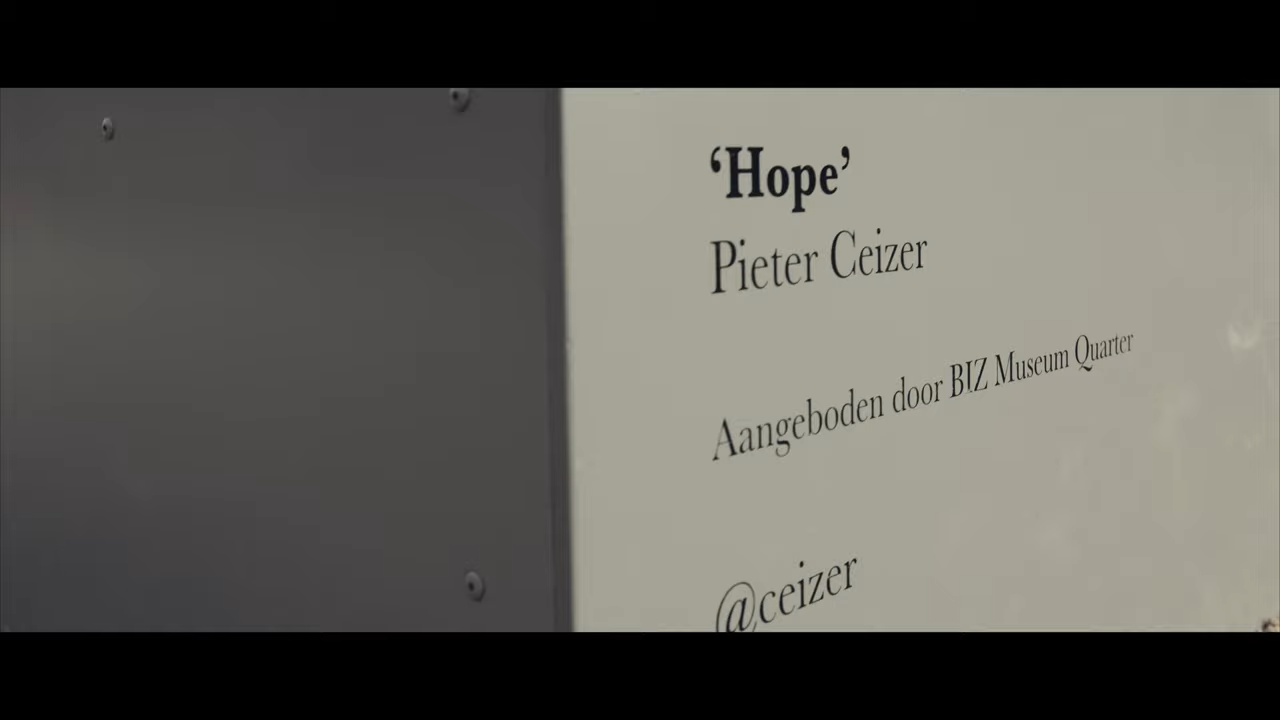 ‘Hope’
Pieter Ceizer
Aangeboden door BIZ Museum Quarter
@ceizer